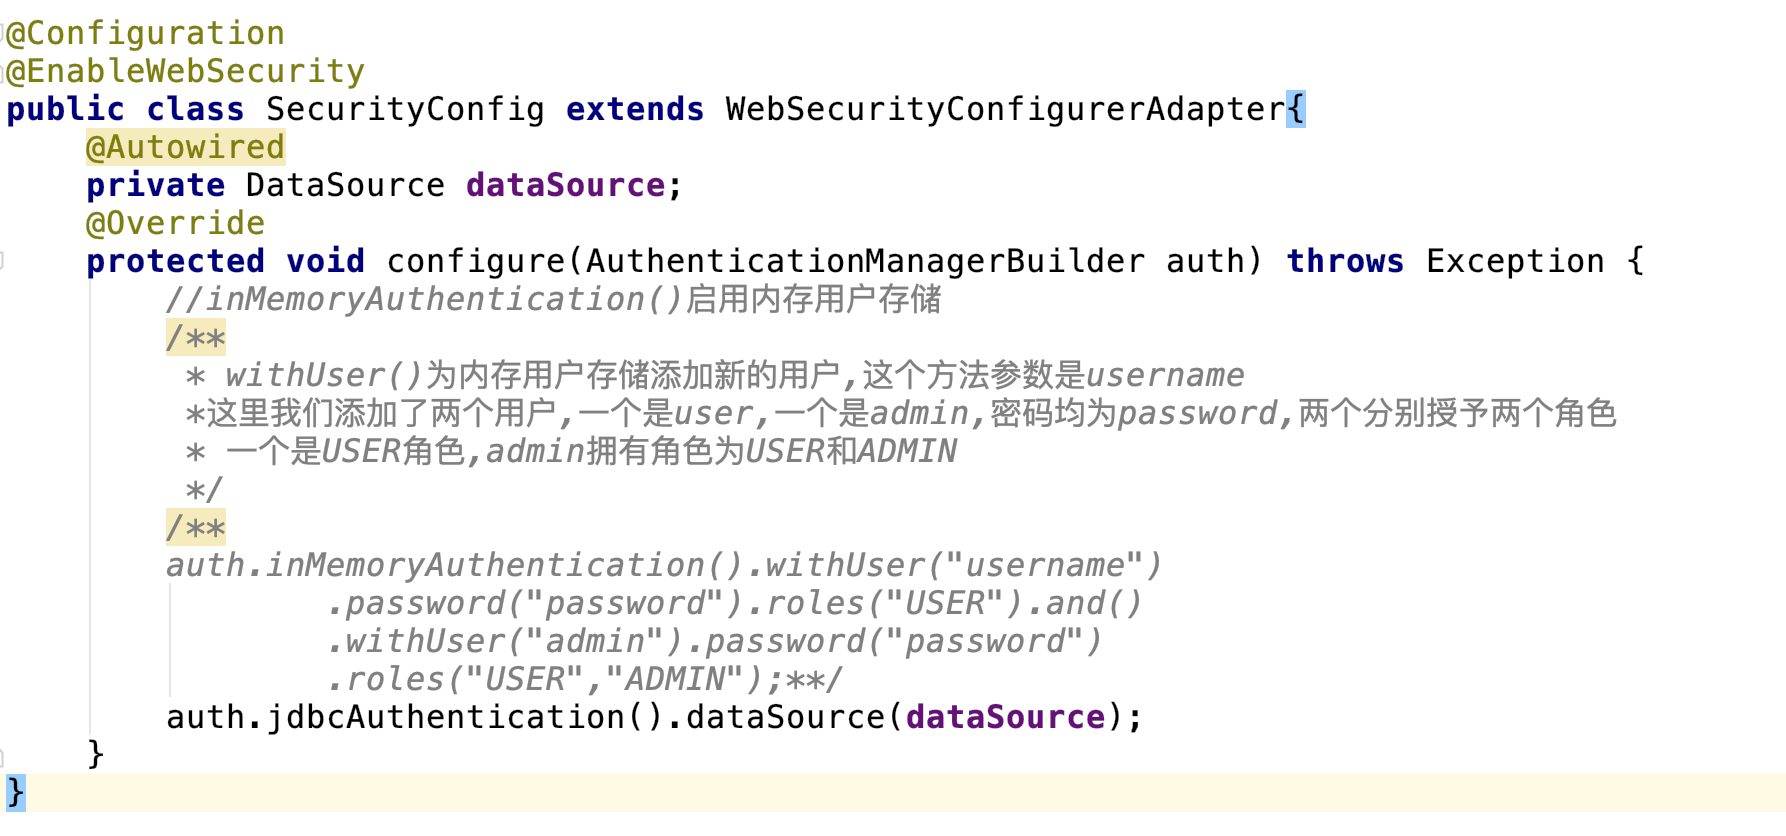 @Configuration
@EnableWebSecurity
public class SecurityConfig extends WebSecurityConfigurerAdapter{
    @Autowired
    private DataSource dataSource;
    @Override
    protected void configure(AuthenticationManagerBuilder auth) throws Exception {
        //inMemoryAuthentication()启用内存用户存储
        /**
         * withUser()为内存用户存储添加新的用户,这个方法参数是username
         *这里我们添加了两个用户,一个是user,一个是admin,密码均为password,两个分别授予两个角色
         * 一个是USER角色,admin拥有角色为USER和ADMIN
         */
        /**
        auth.inMemoryAuthentication().withUser("username")
                .password("password").roles("USER").and()
                .withUser("admin").password("password")
                .roles("USER","ADMIN");**/
        auth.jdbcAuthentication().dataSource(dataSource);
    }
}